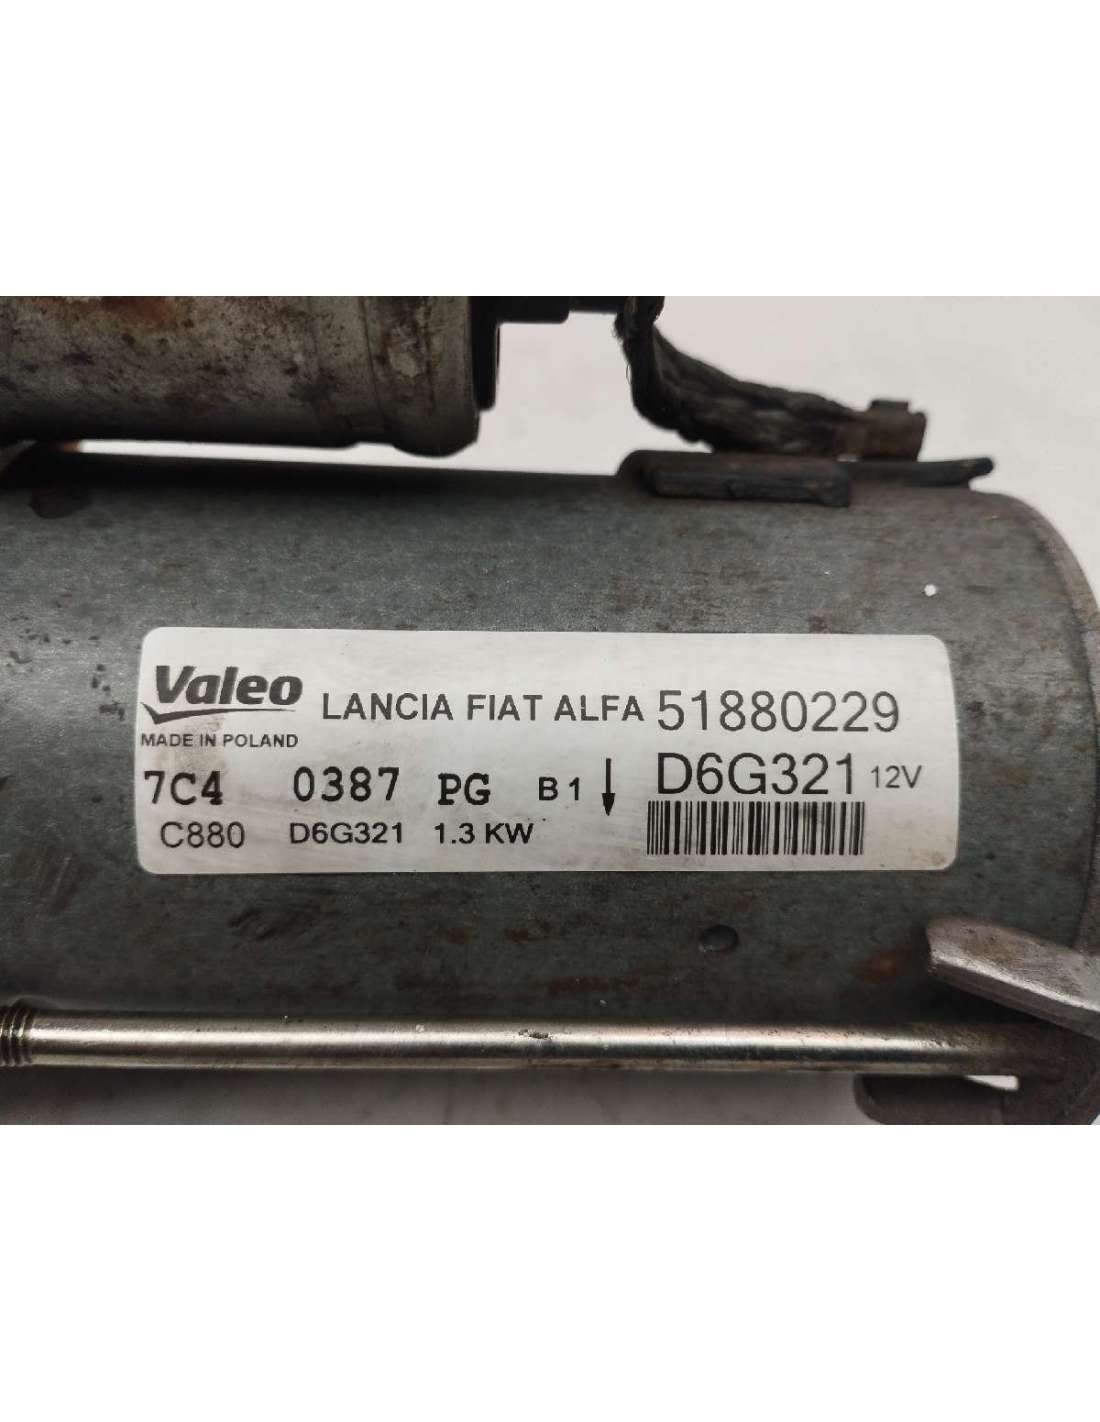 Valeo LANCIA FIAT ALFA 51880229
MADE IN POLAND
7C4 0387 PG B1 D6G321 12V
C880 D6G321 1.3 KW